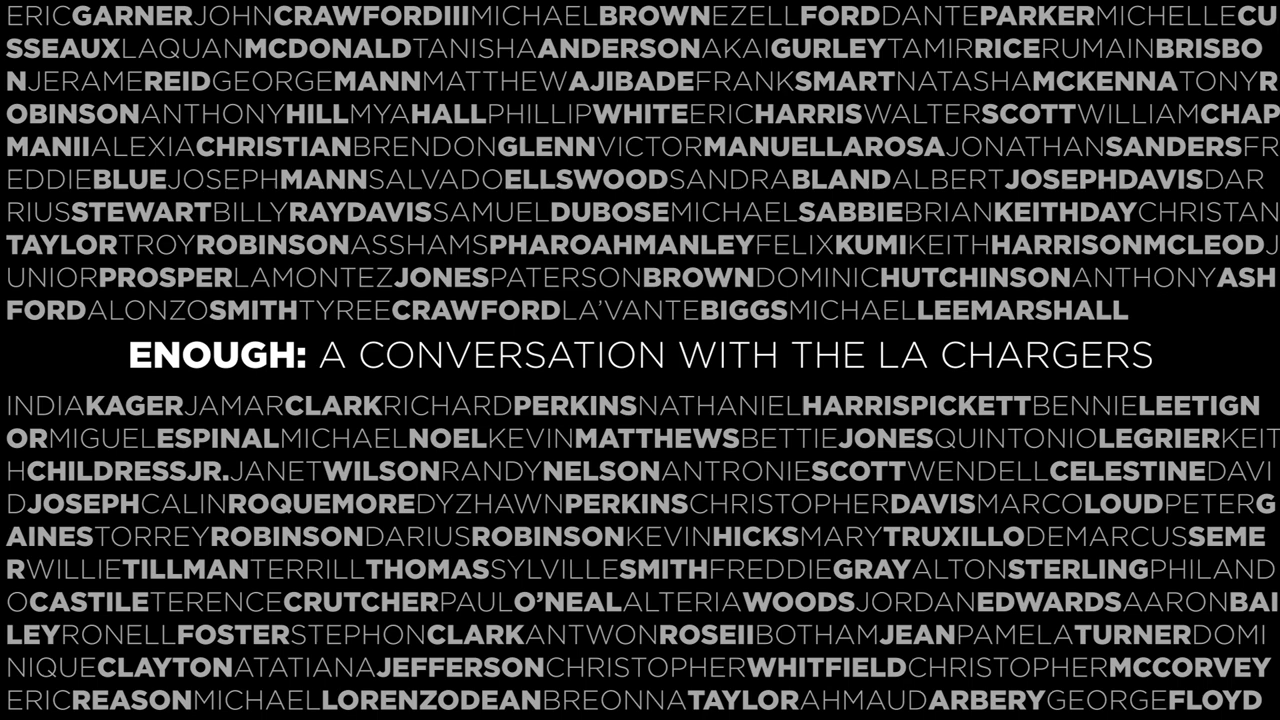 ERICGARNERJOHNCRAWFORDIIIMICHAELBROWNEZELLFORDDANTEPARKERMICHELLECU
SSEAUXLAQUANMCDONALDTANISHAANDERSONAKAIGURLEYTAMIRRICERUMAINBRISBO
NJERAMEREIDGEORGEMANNMATTHEWAJIBADEFRANKSMARTNATASHAMCKENNATONYR
OBINSONANTHONYHILLMYAHALLPHILLIPWHITEERICHARRISWALTERSCOTTWILLIAMCHAP
MANIIALEXIACHRISTIANBRENDONGLENNVICTORMANUELLAROSAJONATHANSANDERSFR
EDDIEBLUEJOSEPHMANNSALVADOELLSWOODSANDRABLANDALBERTJOSEPHDAVISDAR
RIUSSTEWARTBILLYRAYDAVISSAMUELDUBOSEMICHAELSABBIEBRIANKEITHDAYCHRISTAN
TAYLORTROYROBINSONASSHAMSPHAROAHMANLEYFELIXKUMIKEITHHARRISONMCLEODJ
UNIORPROSPERLAMONTEZJONESPATERSONBROWNDOMINICHUTCHINSONANTHONYASH
FORDALONZOSMITHTYREECRAWFORDLA'VANTEBIGGSMICHAELLEEMARSHALL
ENOUGH: A CONVERSATION WITH THE LA CHARGERS
INDIAKAGERJAMARCLARKRICHARDPERKINSNATHANIELHARRISPICKETTBENNIELEETIGN
ORMIGUELESPINALMICHAELNOELKEVINMATTHEWSBETTIEJONESQUINTONIOLEGRIERKEIT
HCHILDRESSJR.JANETWILSONRANDYNELSONANTRONIESCOTTWENDELLCELESTINEDAVI
DJOSEPHCALINROQUEMOREDYZHAWNPERKINSCHRISTOPHERDAVISMARCOLOUDPETERG
AINESTORREYROBINSONDARIUSROBINSONKEVINHICKSMARYTRUXILLODEMARCUSSEME
RWILLIETILLMANTERRILLTHOMASSYLVILLESMITHFREDDIEGRAYALTONSTERLINGPHILAND
OCASTILETERENCECRUTCHERPAULO'NEALALTERIAWOODSJORDANEDWARDSAARONBAI
LEYRONELLFOSTERSTEPHONCLARKANTWONROSEIIBOTHAMJEANPAMELATURNERDOMI
NIQUECLAYTONATATIANAJEFFERSONCHRISTOPHERWHITFIELDCHRISTOPHERMCCORVEY
ERICREASONMICHAELLORENZODEANBREONNATAYLORAHMAUDARBERYGEORGEFLOYD